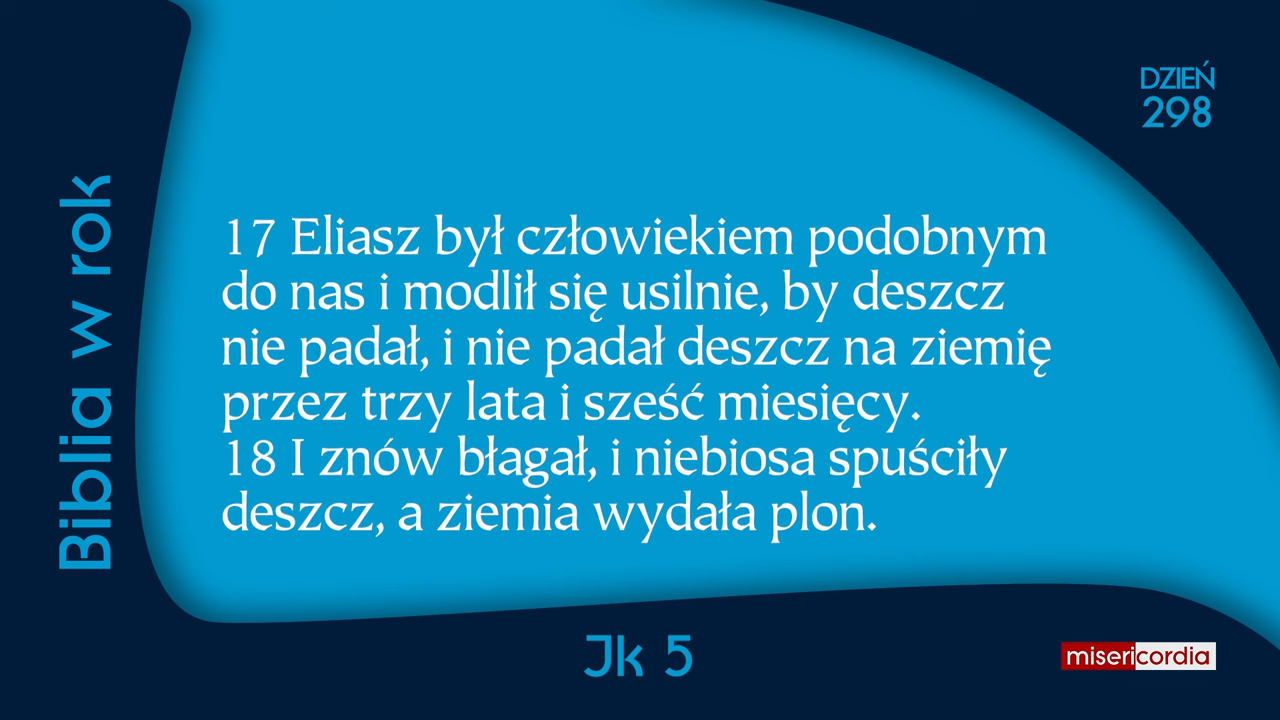 DZIEŃ
298
Biblia w rok
17 Eliasz był człowiekiem podobnym
do nas i modlił się usilnie, by deszcz
nie padał, i nie padał deszcz na ziemię
przez trzy lata i sześć miesięcy.
18 I znów błagał, i niebiosa spuściły
deszcz, a ziemia wydała plon.
Jk 5
misericordia